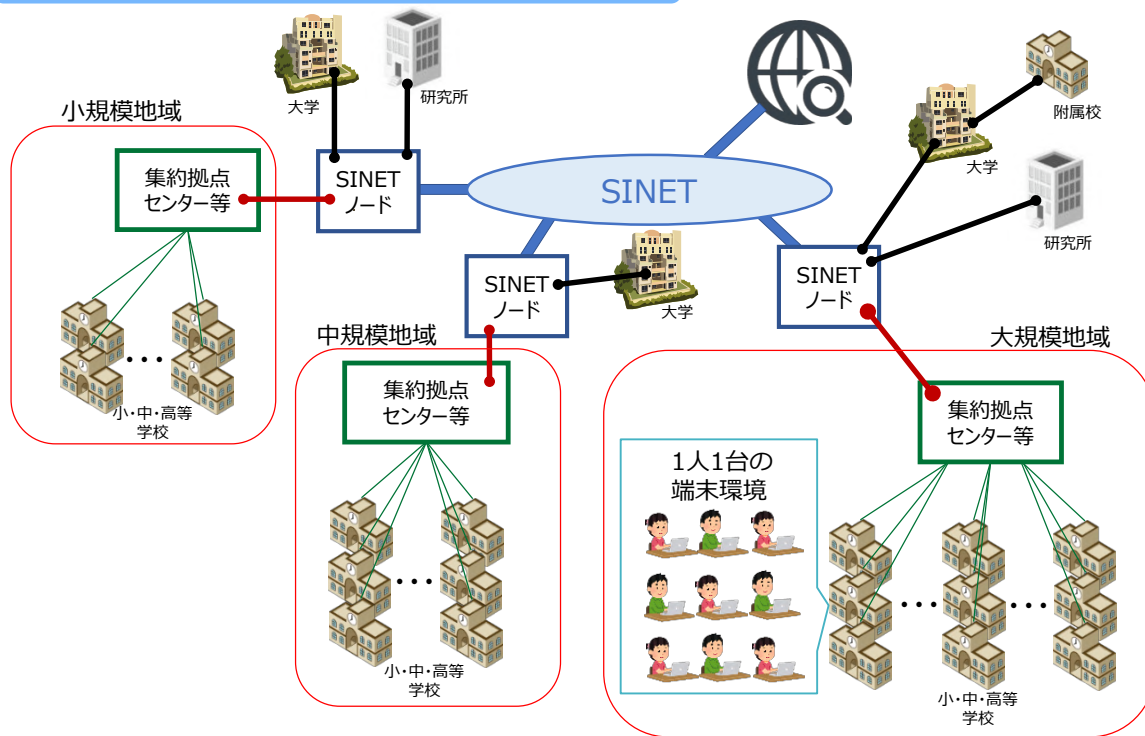 大学
研究所
小規模地域
集約拠点
センター等
SINET
ノード
SINET
附属校
大学
研究所
SINET
ノード
大学
SINET
ノード
小・中・高等
学校
中規模地域
集約拠点
センター等
小・中・高等
学校
大規模地域
集約拠点
センター等
1人1台の
端末環境
小・中・高等
学校